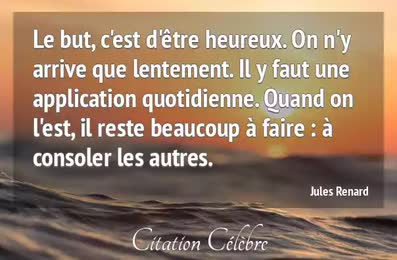 Le but, c'est d'être heureux. On n'y
arrive que lentement. Il y faut une
application quotidienne. Quand on
l'est, il reste beaucoup à faire : à
consoler les autres.
Jules Renard
Citation Célèbre